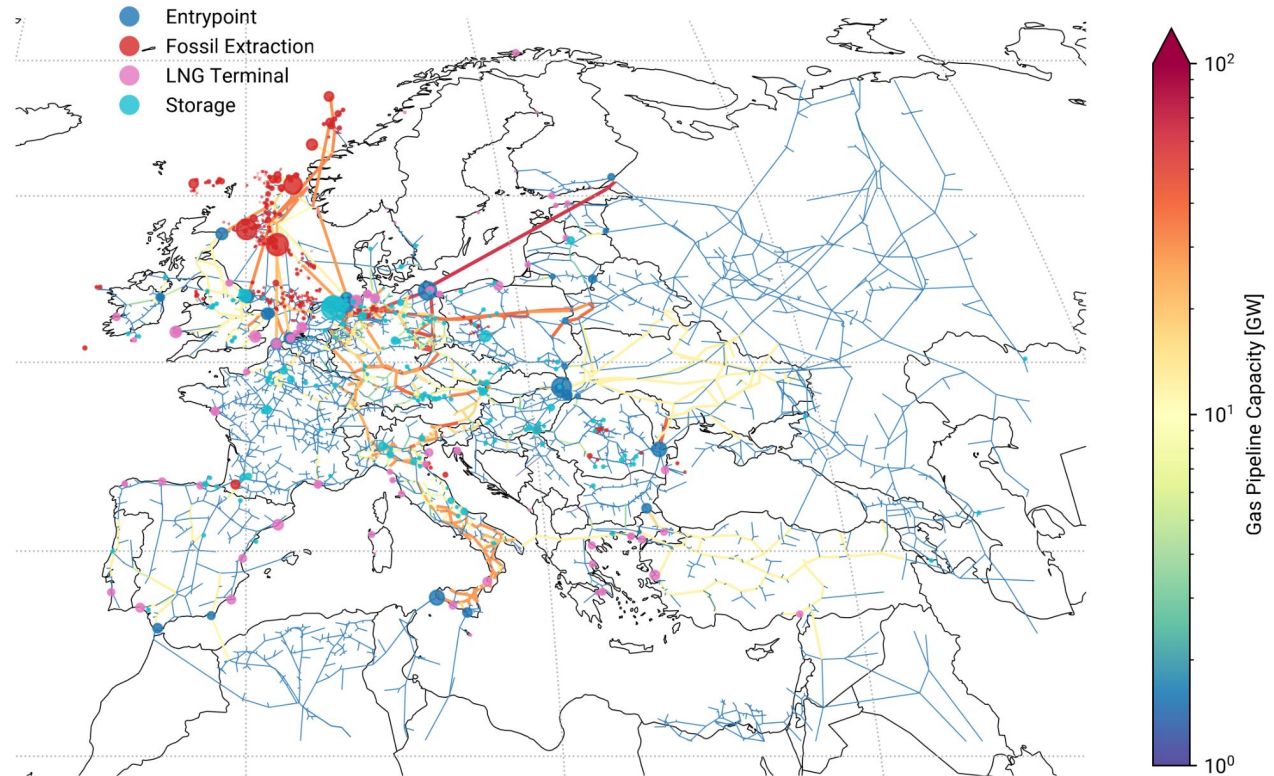 Entrypoint
Fossil Extraction
LNG Terminal
Storage
10²
10¹
10⁰
Gas Pipeline Capacity [GW]